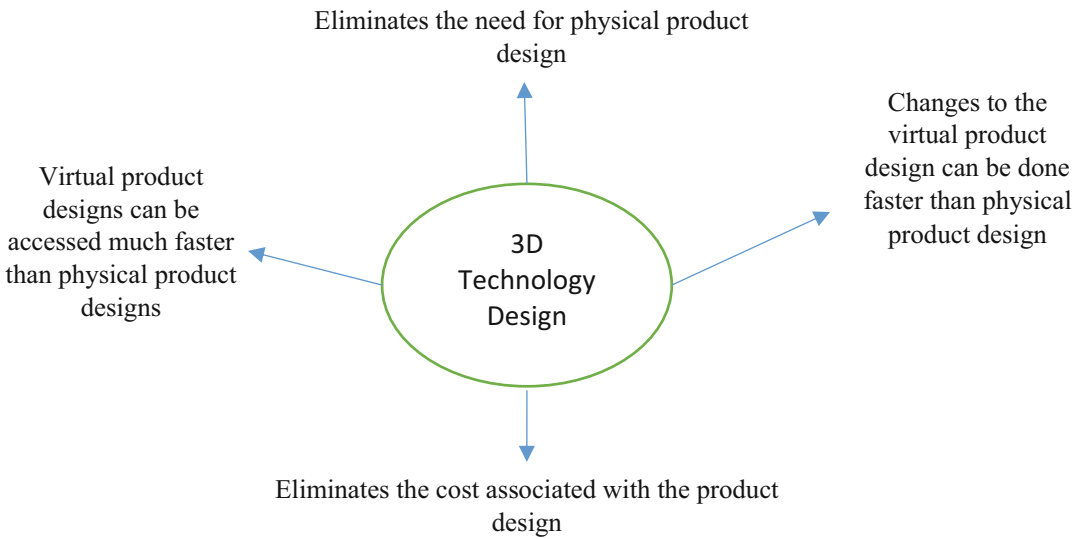 Eliminates the need for physical product
design
Changes to the
virtual product
design can be done
faster than physical
product design
Virtual product
designs can be
accessed much faster
than physical product
designs
3D
Technology
Design
Eliminates the cost associated with the product
design